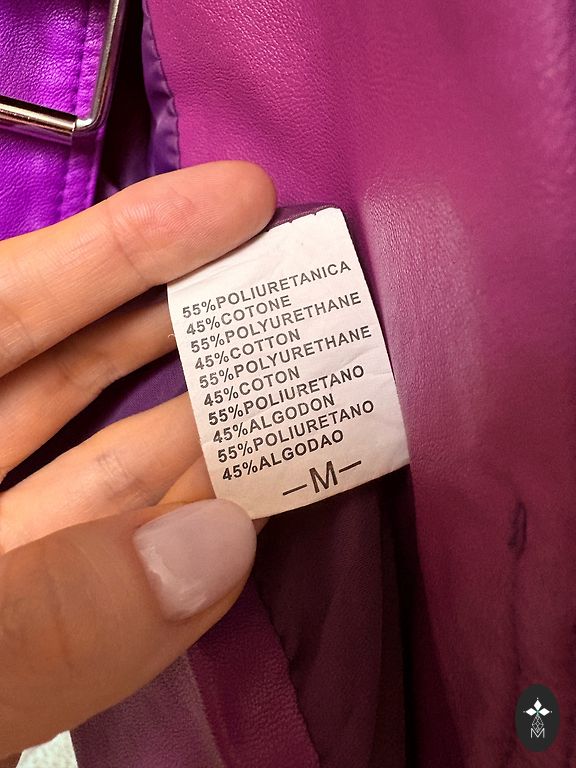 55%POLIURETANICA
45%COTONE
55%POLYURETHANE
45%COTTON
55%POLYURETHANE
45%COTON
55%POLIURETANO
45%ALGODON
55%POLIURETANO
45%ALGODAO
—M—
M